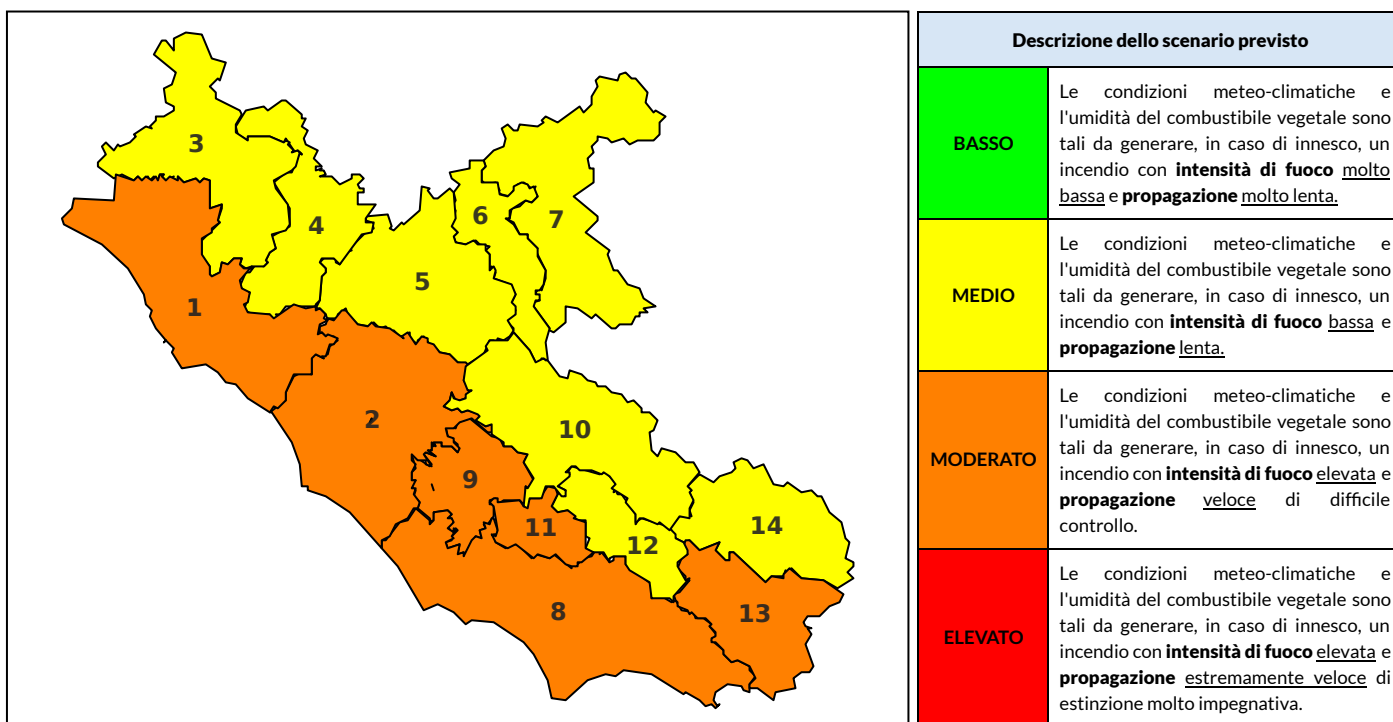 3
4
6
7
5
1
2
10
9
11
12
14
8
13
Descrizione dello scenario previsto
BASSO
Le condizioni meteo-climatiche e
l'umidità del combustibile vegetale sono
tali da generare, in caso di innesco, un
incendio con intensità di fuoco molto
bassa e propagazione molto lenta.
MEDIO
Le condizioni meteo-climatiche e
l'umidità del combustibile vegetale sono
tali da generare, in caso di innesco, un
incendio con intensità di fuoco bassa e
propagazione lenta.
MODERATO
Le condizioni meteo-climatiche e
l'umidità del combustibile vegetale sono
tali da generare, in caso di innesco, un
incendio con intensità di fuoco elevata e
propagazione veloce di difficile
controllo.
ELEVATO
Le condizioni meteo-climatiche e
l'umidità del combustibile vegetale sono
tali da generare, in caso di innesco, un
incendio con intensità di fuoco elevata e
propagazione estremamente veloce di
estinzione molto impegnativa.